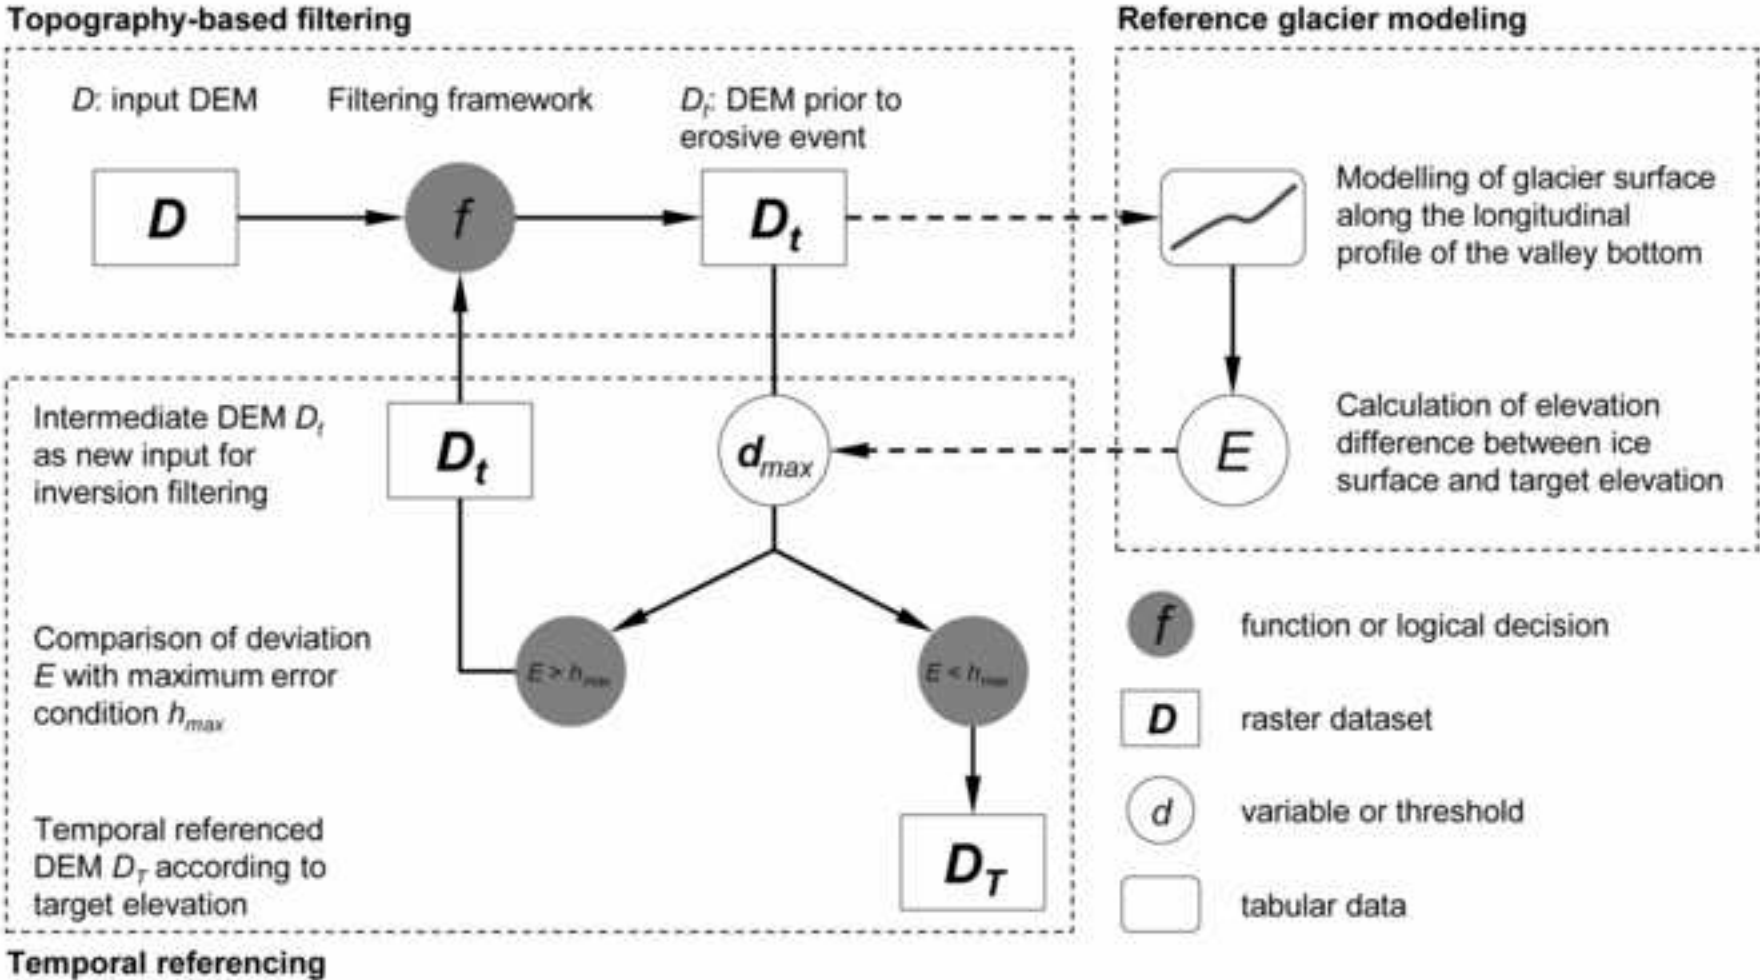 Topography-based filtering
Reference glacier modeling
D: input DEM
Filtering framework
Dt: DEM prior to
erosive event
D
f
Dt
Modelling of glacier surface
along the longitudinal
profile of the valley bottom
Intermediate DEM Dt
as new input for
inversion filtering
Dt
dmax
E
Calculation of elevation
difference between ice
surface and target elevation
Comparison of deviation
E with maximum error
condition hmax
E > hmax
E < hmax
f
function or logical decision
D
raster dataset
d
variable or threshold
tabular data
Temporal referenced
DEM DT according to
target elevation
DT
Temporal referencing